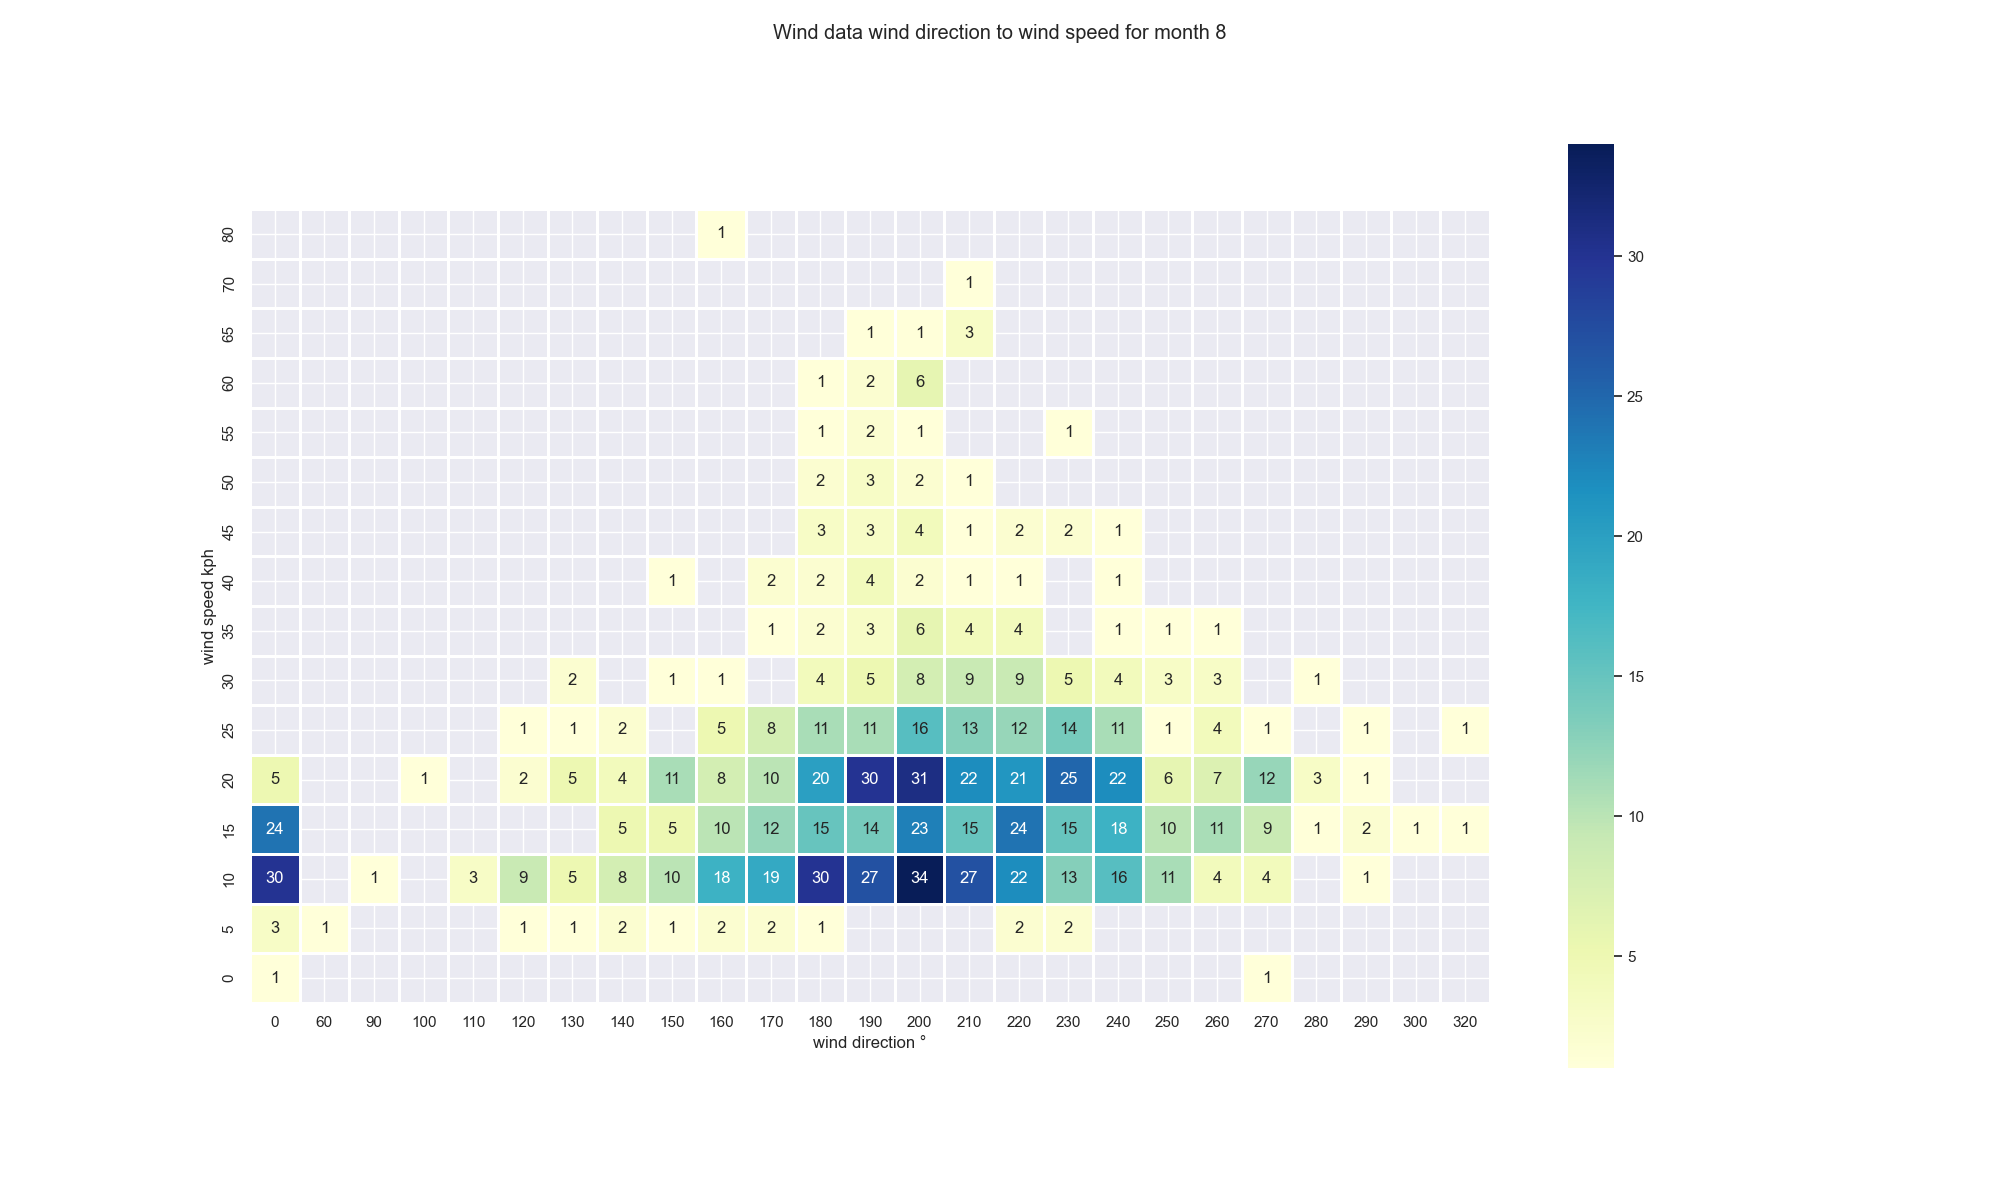 Wind data wind direction to wind speed for month 8
80 1
70 1
65 1 1 3
60 1 2 6
55 1 2 1 1
50 2 3 2 1
45 3 3 4 1 2 2 1
40 1 2 2 4 2 1 1 1
35 1 2 3 6 4 4 1 1 1
30 2 1 1 4 5 8 9 9 5 4 3 3 1
25 1 1 2 5 8 11 11 16 13 12 14 11 1 4 1 1 1
20 5 1 2 5 4 11 8 10 20 30 31 22 21 25 22 6 7 12 3 1
15 24 5 5 10 12 15 14 23 15 24 15 18 10 11 9 1 2 1 1
10 30 1 3 9 5 8 10 18 19 30 27 34 27 22 13 16 11 4 4 1
5 3 1 1 1 2 1 2 2 1 2 2
0 1 1
0 60 90 100 110 120 130 140 150 160 170 180 190 200 210 220 230 240 250 260 270 280 290 300 320
wind direction °
wind speed kph
30
25
20
15
10
5